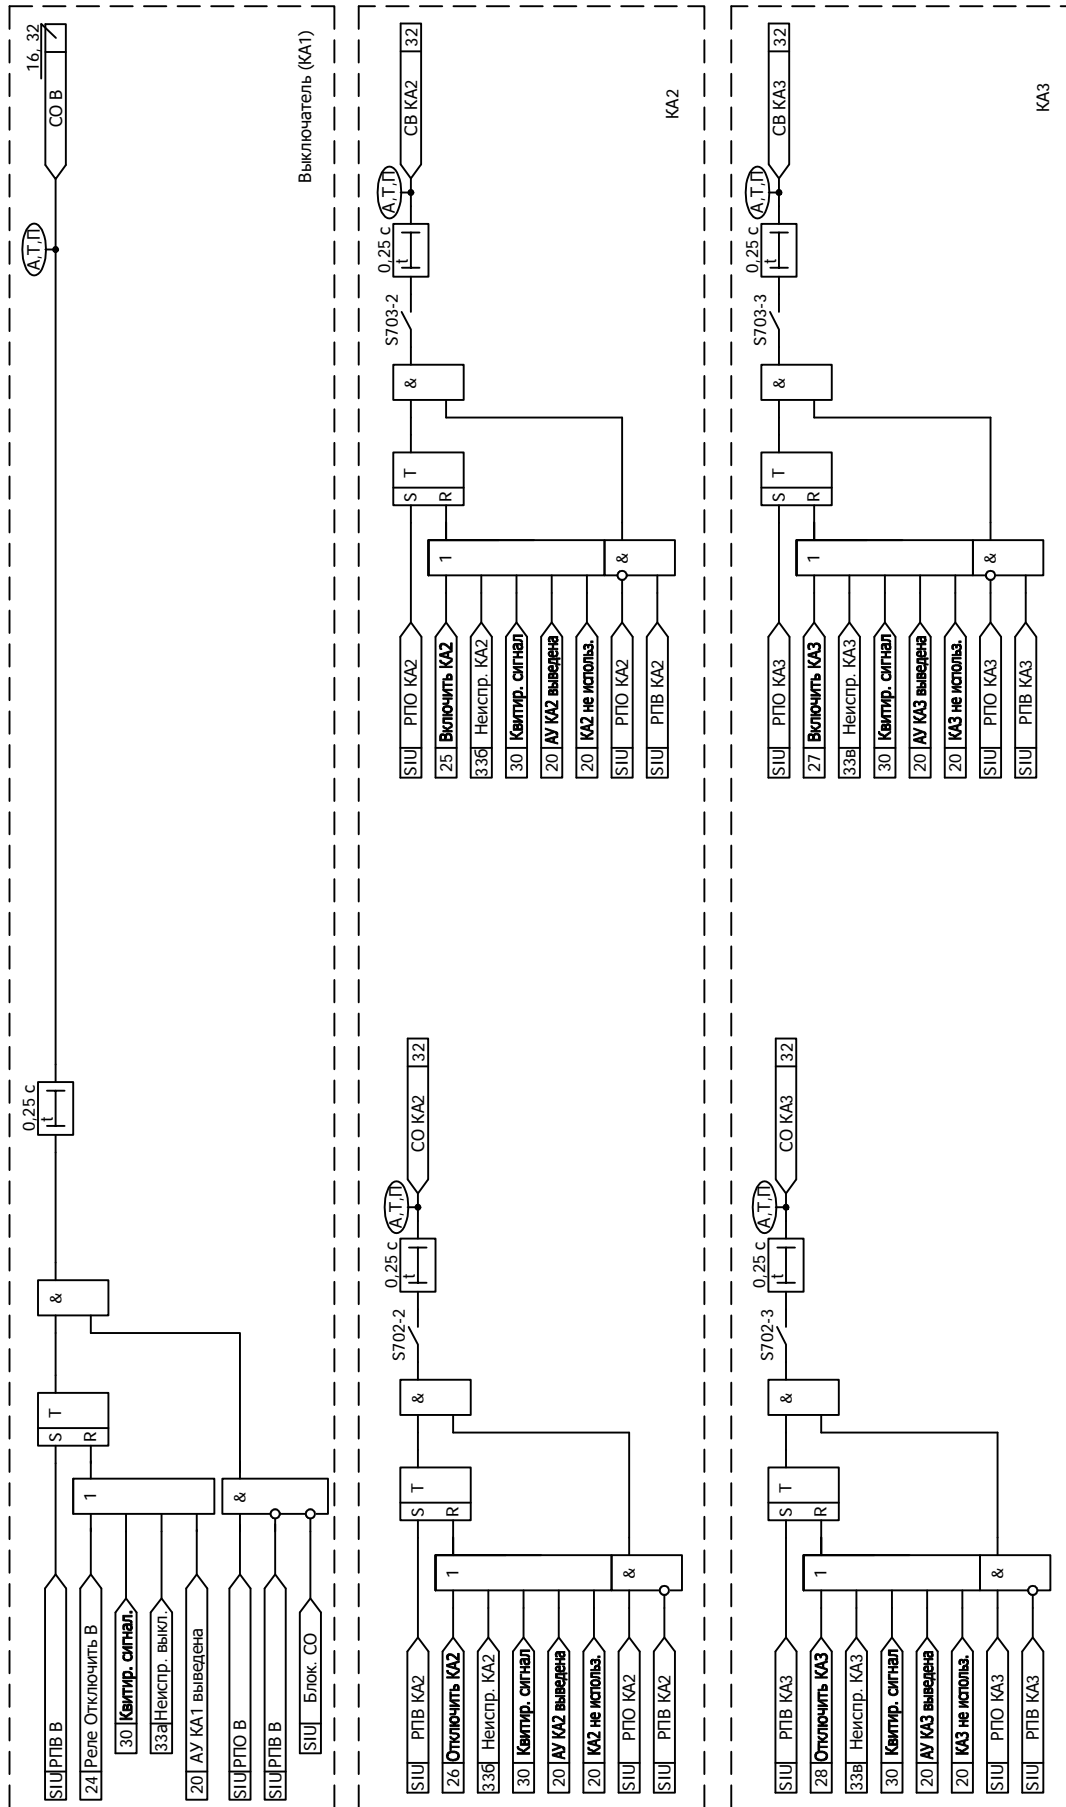 SIU РПВ В
24 Реле Отключить В
30 Квитир. сигнал.
33а Неиспр. выкл.
20 АУ КА1 выведена
SIU РПО В
SIU РПВ В
SIU Блок. СО
1
&
S T
R
&
0,25 с
t
А,Т,П
СО В
16, 32
Выключатель (КА1)
SIU РПВ КА2
26 Отключить КА2
33б Неиспр. КА2
30 Квитир. сигнал
20 АУ КА2 выведена
20 КА2 не использ.
SIU РПО КА2
SIU РПВ КА2
1
&
S T
R
&
S702-2
0,25 с
t
А,Т,П
СО КА2 32
SIU РПО КА2
25 Включить КА2
33б Неиспр. КА2
30 Квитир. сигнал
20 АУ КА2 выведена
20 КА2 не использ.
SIU РПО КА2
SIU РПВ КА2
1
&
S T
R
&
S703-2
0,25 с
t
А,Т,П
СВ КА2 32
КА2
SIU РПВ КА3
28 Отключить КА3
33в Неиспр. КА3
30 Квитир. сигнал
20 АУ КА3 выведена
20 КА3 не использ.
SIU РПО КА3
SIU РПВ КА3
1
&
S T
R
&
S702-3
0,25 с
t
А,Т,П
СО КА3 32
SIU РПО КА3
27 Включить КА3
33в Неиспр. КА3
30 Квитир. сигнал
20 АУ КА3 выведена
20 КА3 не использ.
SIU РПО КА3
SIU РПВ КА3
1
&
S T
R
&
S703-3
0,25 с
t
А,Т,П
СВ КА3 32
КА3